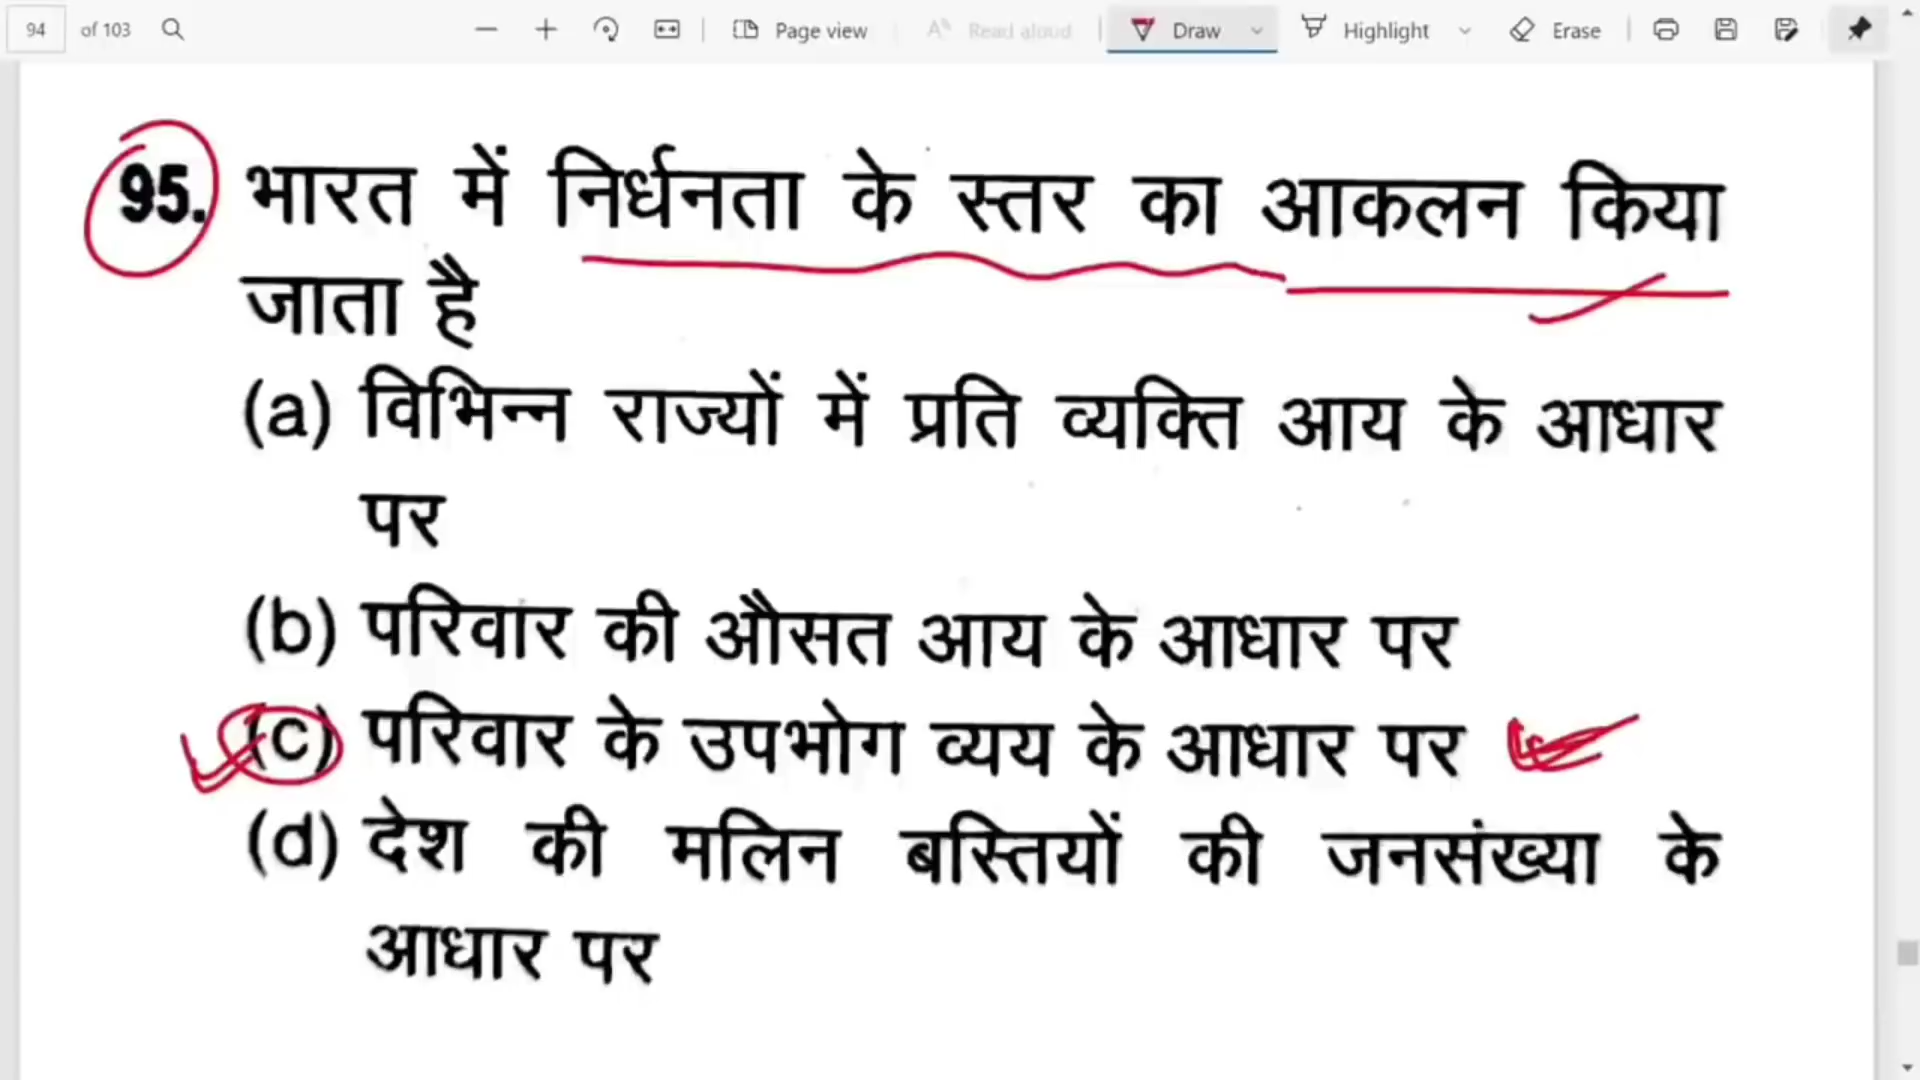 94 of 103 Page view Read aloud Draw Highlight Erase
95. भारत में निर्धनता के स्तर का आकलन किया
जाता है
(a) विभिन्न राज्यों में प्रति व्यक्ति आय के आधार
पर
(b) परिवार की औसत आय के आधार पर
(c) परिवार के उपभोग व्यय के आधार पर
(d) देश की मलिन बस्तियों की जनसंख्या के
आधार पर